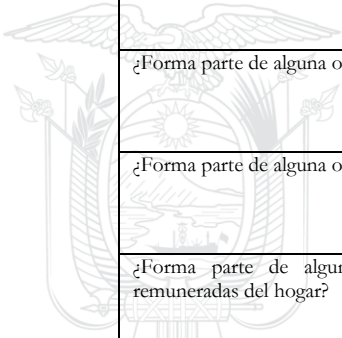 ¿Forma parte de alguna o
¿Forma parte de alguna o
¿Forma parte de algun
remuneradas del hogar?